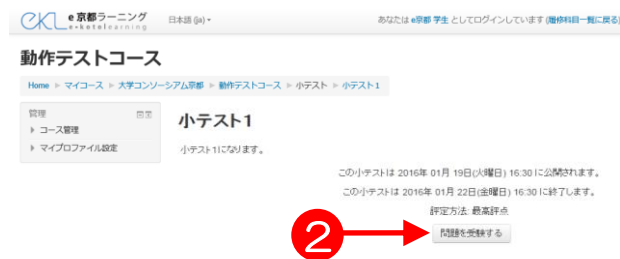 e京都ラーニング
e-kyotolearning
日本語 (ja)
あなたは e京都 学生 としてログインしています (履修科目一覧に戻る)
動作テストコース
Home ▶ マイコース ▶ 大学コンソーシアム京都 ▶ 動作テストコース ▶ 小テスト ▶ 小テスト1
管理
コース管理
マイプロファイル設定
小テスト1
小テスト1になります。
この小テストは 2016年 01月 19日(火曜日) 16:30 に公開されます。
この小テストは 2016年 01月 22日(金曜日) 16:30 に終了します。
評定方法: 最高評点
2
問題を受験する